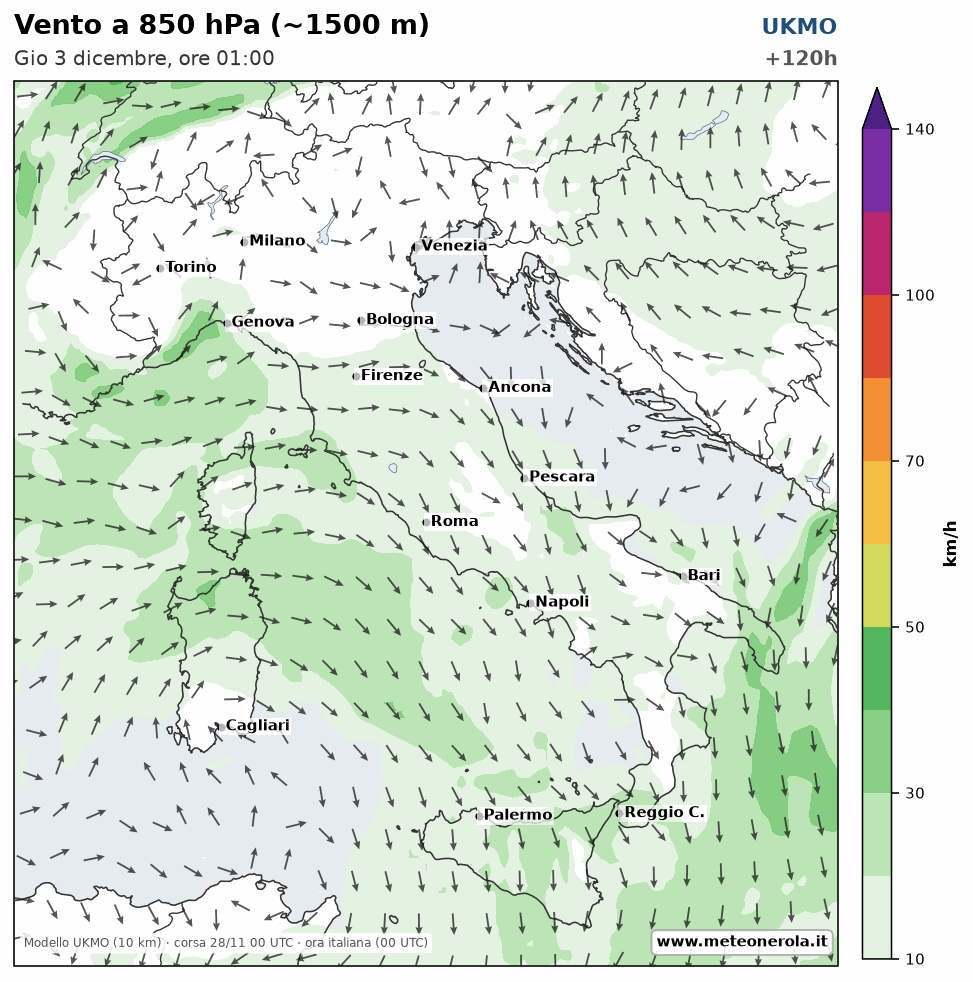 Vento a 850 hPa (~1500 m)
UKMO
Gio 3 dicembre, ore 01:00
+120h
140
100
70
50
30
10
km/h
Milano
Venezia
Torino
Genova
Bologna
Firenze
Ancona
Pescara
Roma
Bari
Napoli
Cagliari
Palermo
Reggio C.
Modello UKMO (10 km) · corsa 28/11 00 UTC · ora italiana (00 UTC)
www.meteonerola.it